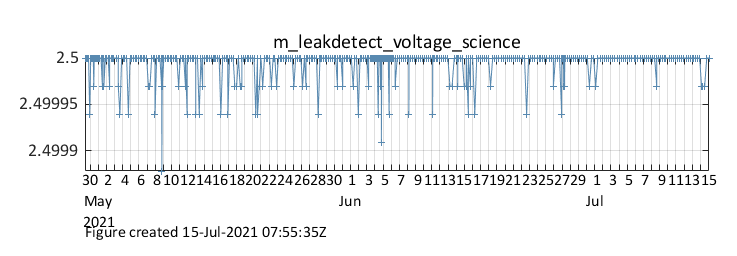 m_leakdetect_voltage_science
2.5
2.49995
2.4999
30 2 4 6 8 10 12 14 16 18 20 22 24 26 28 30 1 3 5 7 9 11 13 15 17 19 21 23 25 27 29 1 3 5 7 9 11 13 15
May Jun Jul
2021
Figure created 15-Jul-2021 07:55:35Z